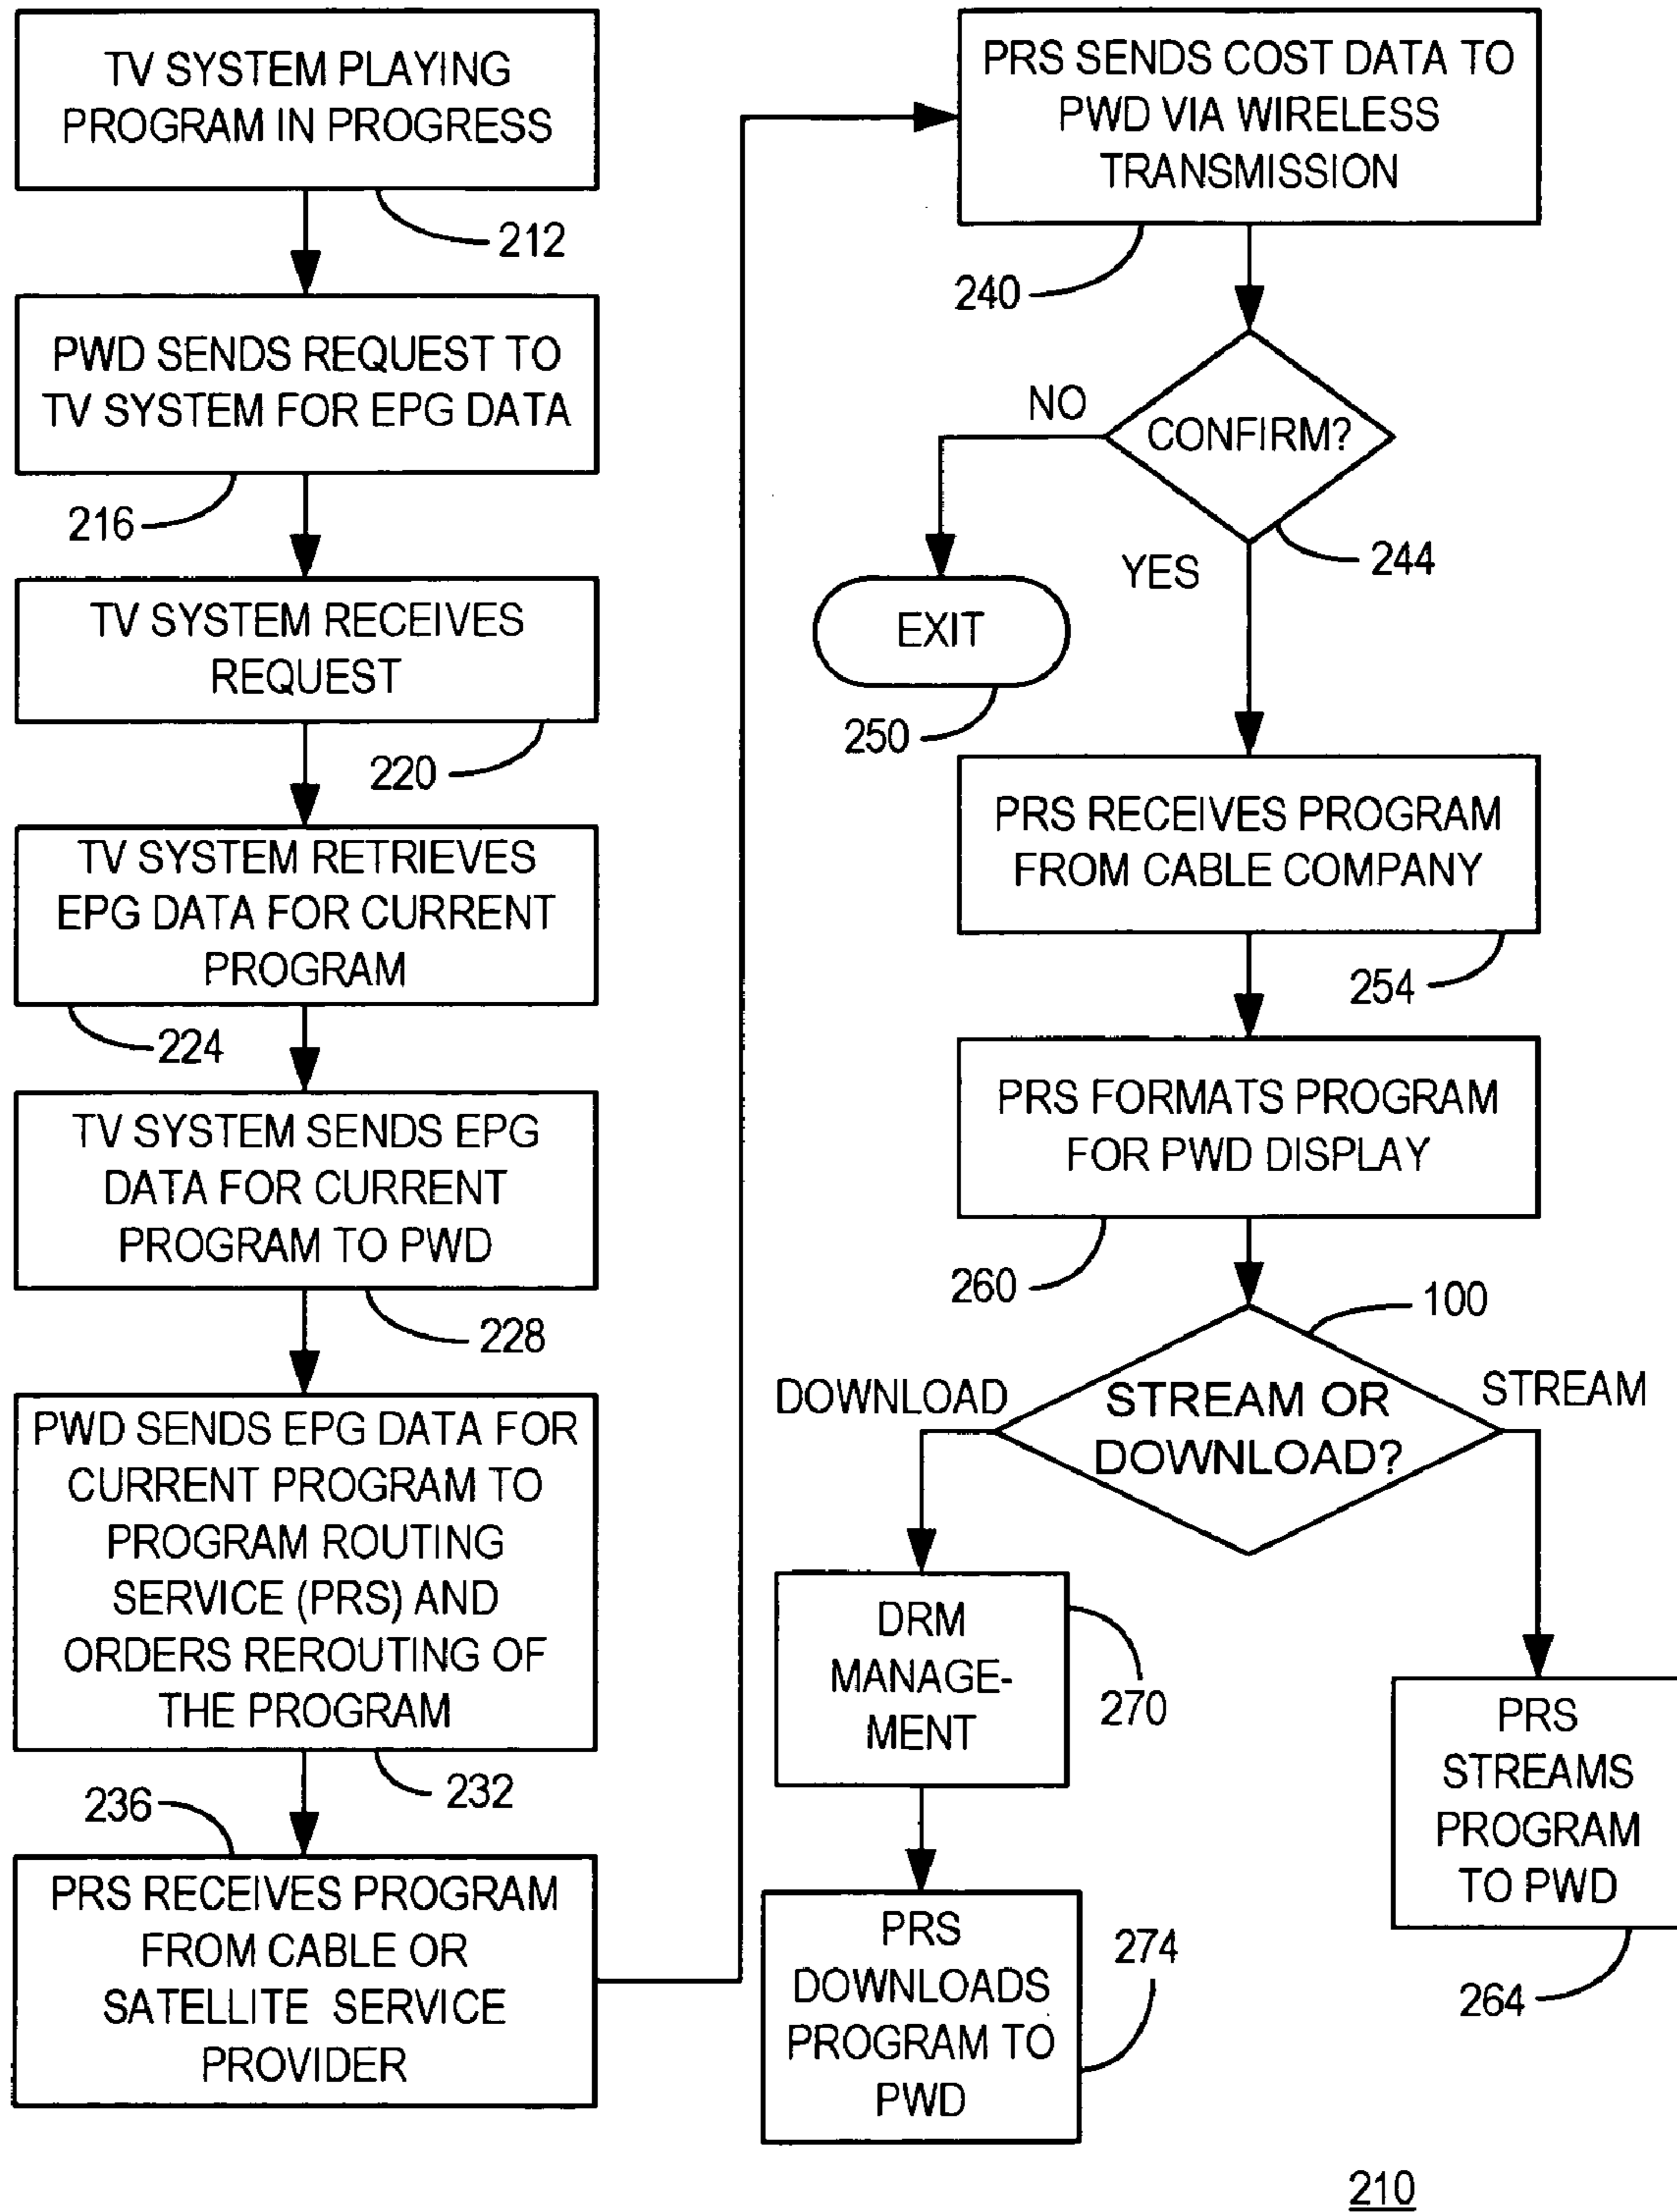 TV SYSTEM PLAYING
PROGRAM IN PROGRESS
212
PWD SENDS REQUEST TO
TV SYSTEM FOR EPG DATA
216
TV SYSTEM RECEIVES
REQUEST
220
TV SYSTEM RETRIEVES
EPG DATA FOR CURRENT
PROGRAM
224
TV SYSTEM SENDS EPG
DATA FOR CURRENT
PROGRAM TO PWD
228
PWD SENDS EPG DATA FOR
CURRENT PROGRAM TO
PROGRAM ROUTING
SERVICE (PRS) AND
ORDERS REROUTING OF
THE PROGRAM
232
236
PRS RECEIVES PROGRAM
FROM CABLE OR
SATELLITE SERVICE
PROVIDER
PRS SENDS COST DATA TO
PWD VIA WIRELESS
TRANSMISSION
240
CONFIRM?
NO
244
YES
EXIT
250
PRS RECEIVES PROGRAM
FROM CABLE COMPANY
254
PRS FORMATS PROGRAM
FOR PWD DISPLAY
260
100
STREAM OR
DOWNLOAD?
DOWNLOAD
STREAM
DRM
MANAGE-
MENT
270
PRS
DOWNLOADS
PROGRAM TO
PWD
274
PRS
STREAMS
PROGRAM
TO PWD
264
210